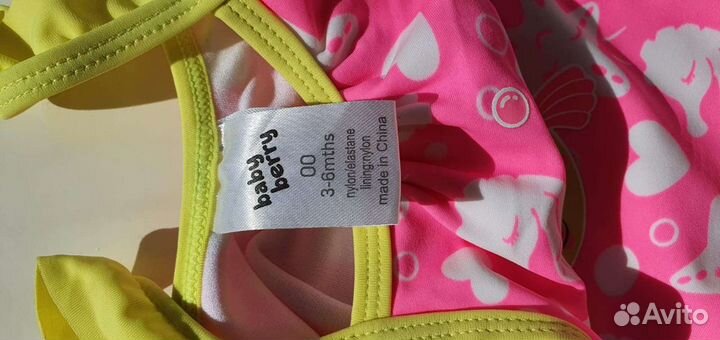 baby
berry
00
3-6mths
nylon/elastane
lining:nylon
made in China
Avito